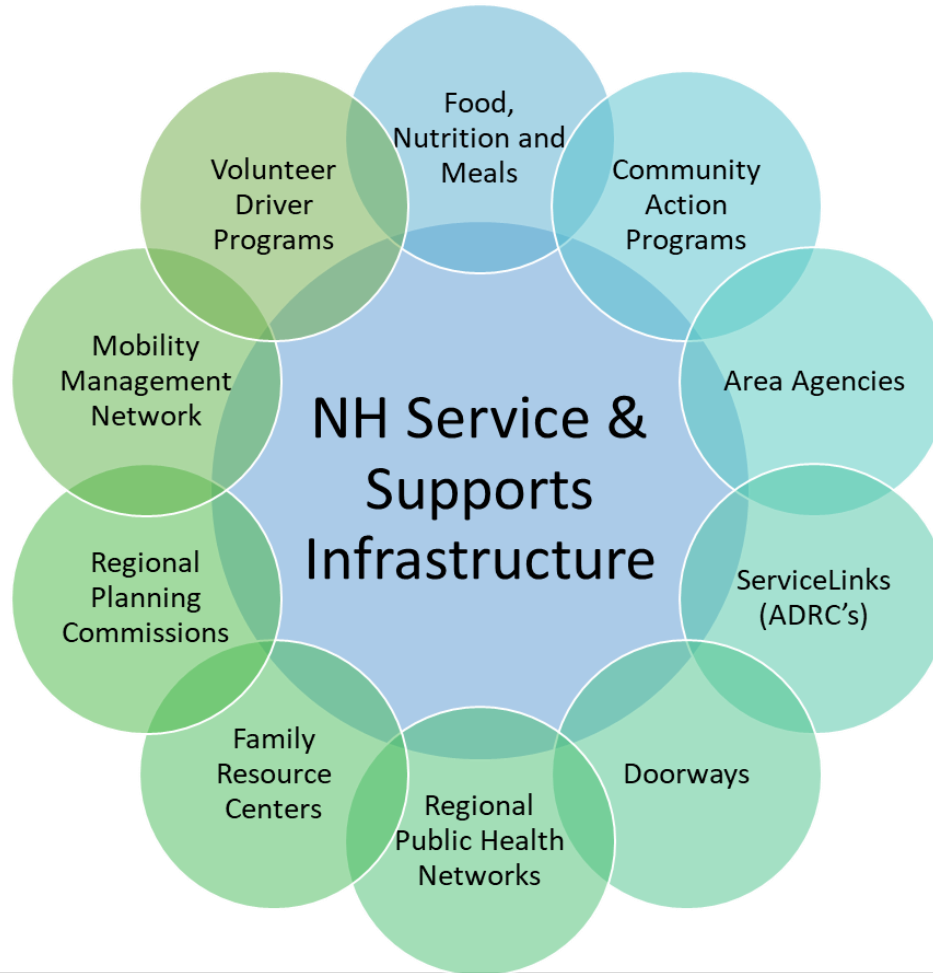 Food,
Nutrition and
Meals
Community
Action
Programs
Area Agencies
ServiceLinks
(ADRC’s)
Doorways
Regional
Public Health
Networks
Family
Resource
Centers
Regional
Planning
Commissions
Mobility
Management
Network
Volunteer
Driver
Programs
NH Service &
Supports
Infrastructure